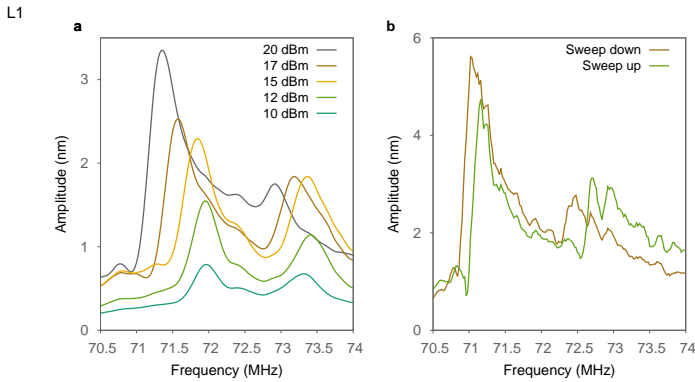 L1
a
20 dBm
17 dBm
15 dBm
12 dBm
10 dBm
3
2
1
0
70.5 71 71.5 72 72.5 73 73.5 74
Amplitude (nm)
Frequency (MHz)
b
Sweep down
Sweep up
6
4
2
0
70.5 71 71.5 72 72.5 73 73.5 74
Amplitude (nm)
Frequency (MHz)